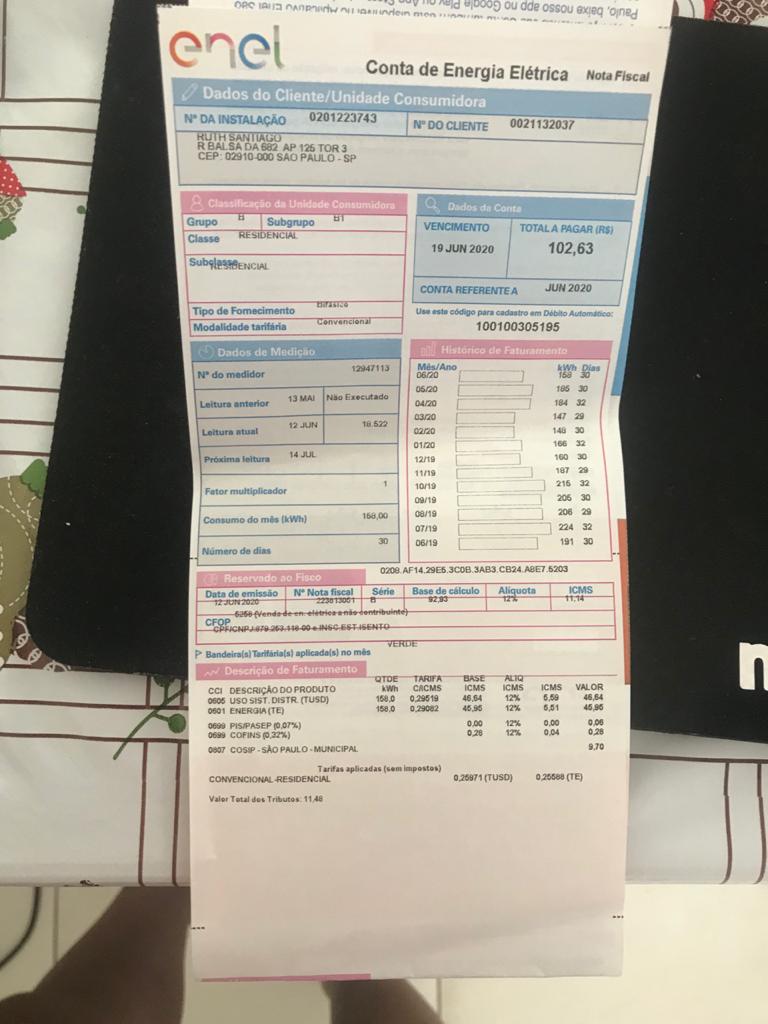 Paulo, baixe nosso app no Google Play ou App
enel
Conta de Energia Elétrica Nota Fiscal
Dados do Cliente/Unidade Consumidora
Nº DA INSTALAÇÃO 0201223743 Nº DO CLIENTE 0021132037
RUTH SANTIAGO
R BALSA DA 682 AP 125 TOR 3
CEP: 02910-000 SAO PAULO - SP
Classificação da Unidade Consumidora
Grupo B Subgrupo B1
Classe RESIDENCIAL
Subclasse RESIDENCIAL
Tipo de Fornecimento Bifásico
Modalidade tarifária Convencional
Dados da Conta
VENCIMENTO TOTAL A PAGAR (R$)
19 JUN 2020 102,63
CONTA REFERENTE A JUN 2020
Use este código para cadastro em Débito Automático:
100100305195
Dados de Medição
Nº do medidor 12947113
Leitura anterior 13 MAI Não Executado
Leitura atual 12 JUN 18.522
Próxima leitura 14 JUL
Fator multiplicador 1
Consumo do mês (kWh) 158,00
Número de dias 30
Histórico de Faturamento
Mês/Ano kWh Dias
06/20 158 30
05/20 185 30
04/20 184 32
03/20 147 29
02/20 148 30
01/20 166 32
12/19 160 30
11/19 187 29
10/19 215 32
09/19 205 30
08/19 206 29
07/19 224 32
06/19 191 30
0208.AF14.29E5.3C0B.3AB3.CB24.A8E7.5203
Reservado ao Fisco
Data de emissão Nº Nota fiscal Série Base de cálculo Alíquota ICMS
12 JUN 2020 223813001 B 92,93 12% 11,14
5258 (Venda de en. elétrica a não contribuinte)
CFOP
CPF/CNPJ 879.253.118-00 e INSC.EST.ISENTO
VERDE
Bandeira(s) Tarifária(s) aplicada(s) no mês
Descrição de Faturamento
QTDE TARIFA BASE ALIQ
CCI DESCRIÇÃO DO PRODUTO kWh C/ICMS ICMS ICMS ICMS VALOR
0605 USO SIST. DISTR. (TUSD) 158,0 0,29519 46,64 12% 5,59 46,64
0601 ENERGIA (TE) 158,0 0,29082 45,95 12% 5,51 45,95
0699 PIS/PASEP (0,07%) 0,00 12% 0,00 0,06
0699 COFINS (0,32%) 0,28 12% 0,04 0,28
0807 COSIP - SÃO PAULO - MUNICIPAL 9,70
Tarifas aplicadas (sem impostos)
CONVENCIONAL-RESIDENCIAL 0,25971 (TUSD) 0,25588 (TE)
Valor Total dos Tributos: 11,48